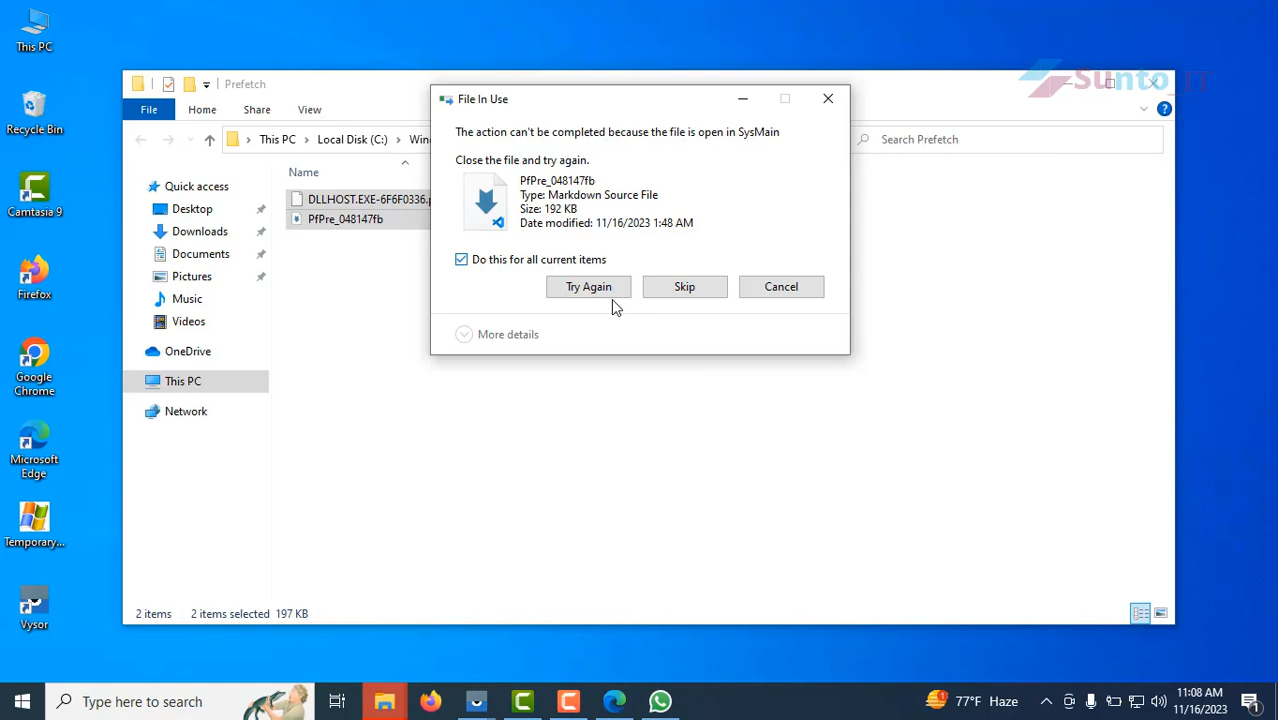 This PC
Recycle Bin
Camtasia 9
Firefox
Google
Chrome
Microsoft
Edge
Temporary...
Vysor
Prefetch
Sunto_IT
File
Home
Share
View
This PC
Local Disk (C:)
Win
Search Prefetch
Quick access
Desktop
Downloads
Documents
Pictures
Music
Videos
OneDrive
This PC
Network
Name
DLLHOST.EXE-6F6F0336.
PfPre_048147fb
File In Use
The action can't be completed because the file is open in SysMain
Close the file and try again.
PfPre_048147fb
Type: Markdown Source File
Size: 192 KB
Date modified: 11/16/2023 1:48 AM
Do this for all current items
Try Again
Skip
Cancel
More details
2 items
2 items selected 197 KB
Type here to search
77°F Haze
11:08 AM
11/16/2023